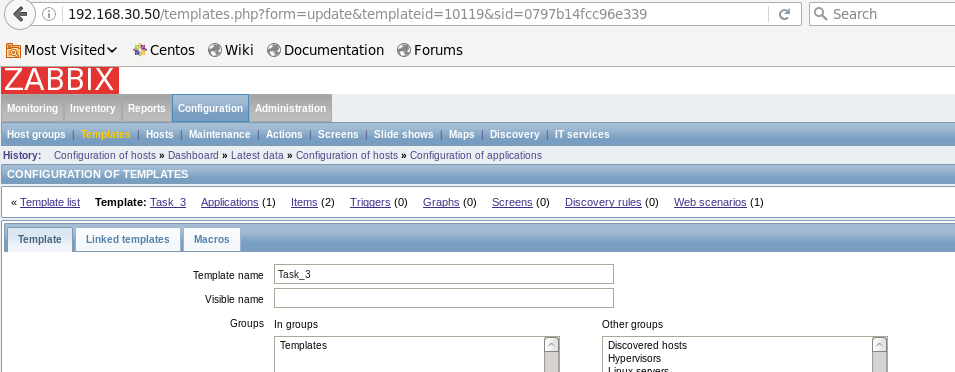 192.168.30.50/templates.php?form=update&templateid=10119&sid=0797b14fcc96e339 Search
Most Visited Centos Wiki Documentation Forums
ZABBIX
Monitoring Inventory Reports Configuration Administration
Host groups | Templates | Hosts | Maintenance | Actions | Screens | Slide shows | Maps | Discovery | IT services
History: Configuration of hosts » Dashboard » Latest data » Configuration of hosts » Configuration of applications
CONFIGURATION OF TEMPLATES
« Template list Template: Task_3 Applications (1) Items (2) Triggers (0) Graphs (0) Screens (0) Discovery rules (0) Web scenarios (1)
Template Linked templates Macros
Template name Task_3
Visible name
Groups In groups Other groups
Templates Discovered hosts
Hypervisors
Linux servers